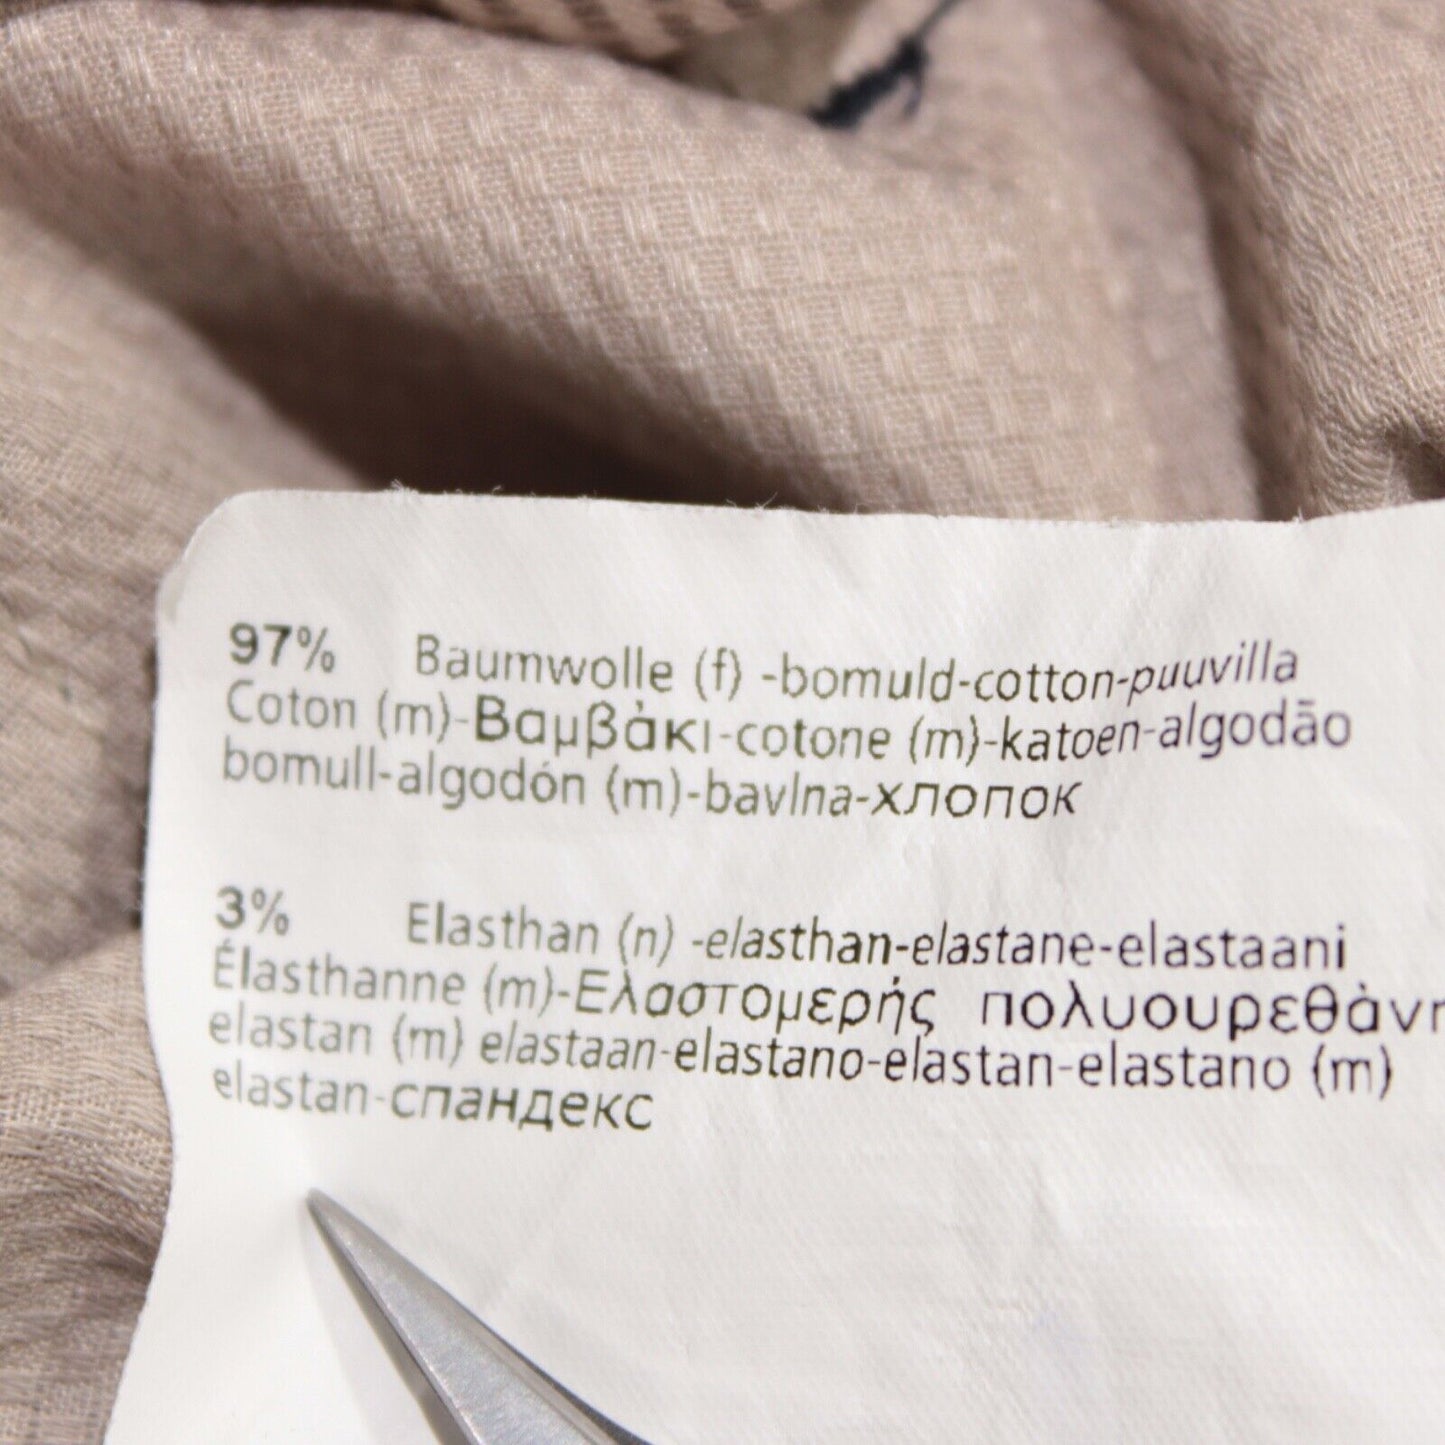 97% Baumwolle (f) -bomuld-cotton-puuvilla
Coton (m)-Βαμβάκι-cotone (m)-katoen-algodão
bomull-algodón (m)-bavlna-хлопок
3% Elasthan (n) -elasthan-elastane-elastaani
Élasthanne (m)-Ελαστομερής πολυουρεθάνη
elastan (m) elastaan-elastano-elastan-elastano (m)
elastan-спандекс